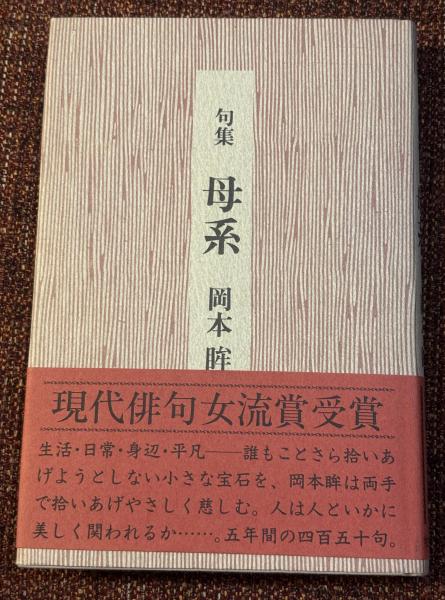 句集
母系
岡本眸
現代俳句女流賞受賞
生活・日常・身辺・平凡――誰もことさら拾いあ
げようとしない小さな宝石を、岡本眸は両手
で拾いあげやさしく慈しむ。人は人といかに
美しく関われるか……。五年間の四百五十句。